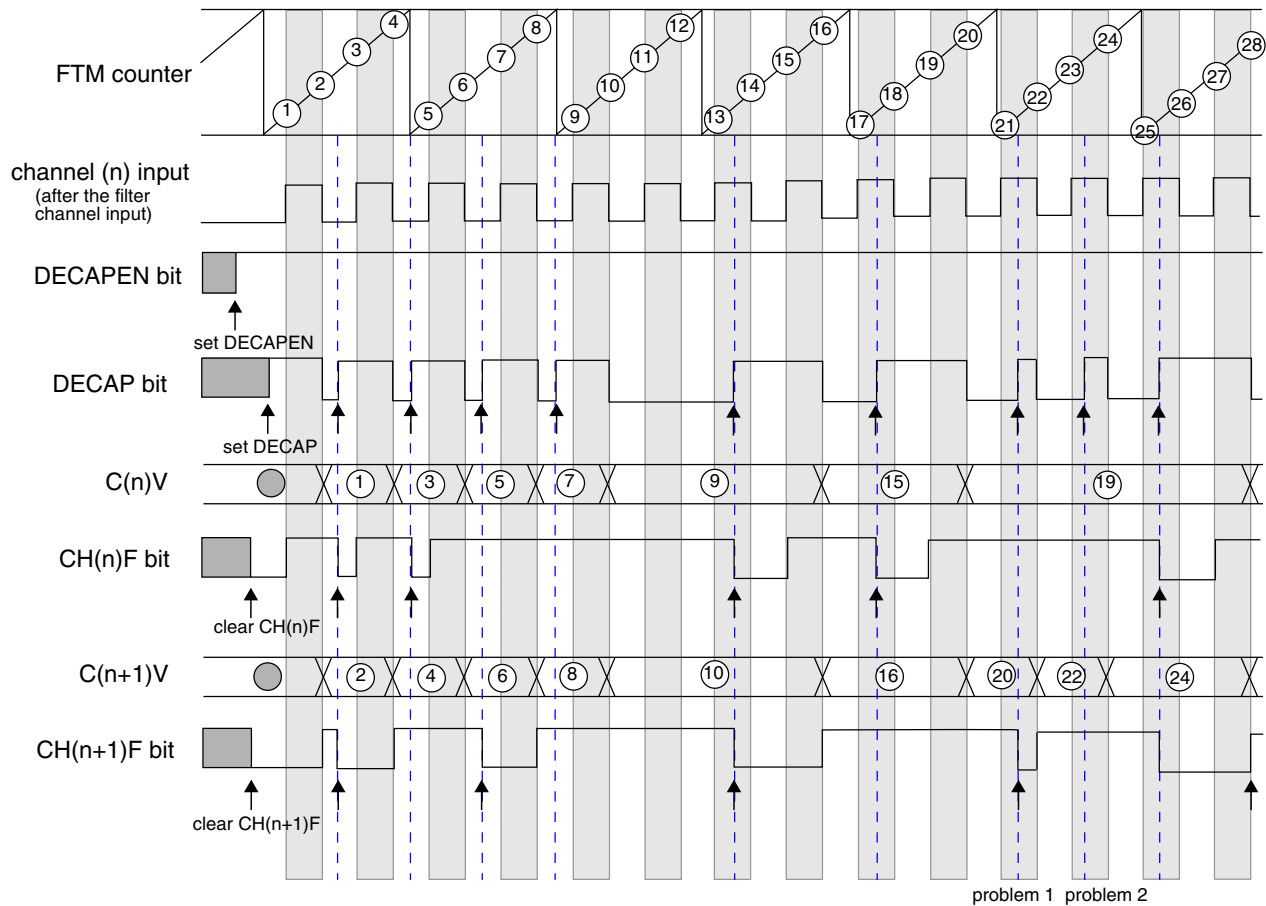 4 8 12 16 20 24 28
3 7 11 15 19 23 27
FTM counter
2 6 10 14 18 22 26
1 5 9 13 17 21 25
channel (n) input
(after the filter
channel input)
DECAPEN bit
set DECAPEN
DECAP bit
set DECAP
C(n)V 1 3 5 7 9 15 19
CH(n)F bit
clear CH(n)F
C(n+1)V 2 4 6 8 10 16 20 22 24
CH(n+1)F bit
clear CH(n+1)F
problem 1 problem 2